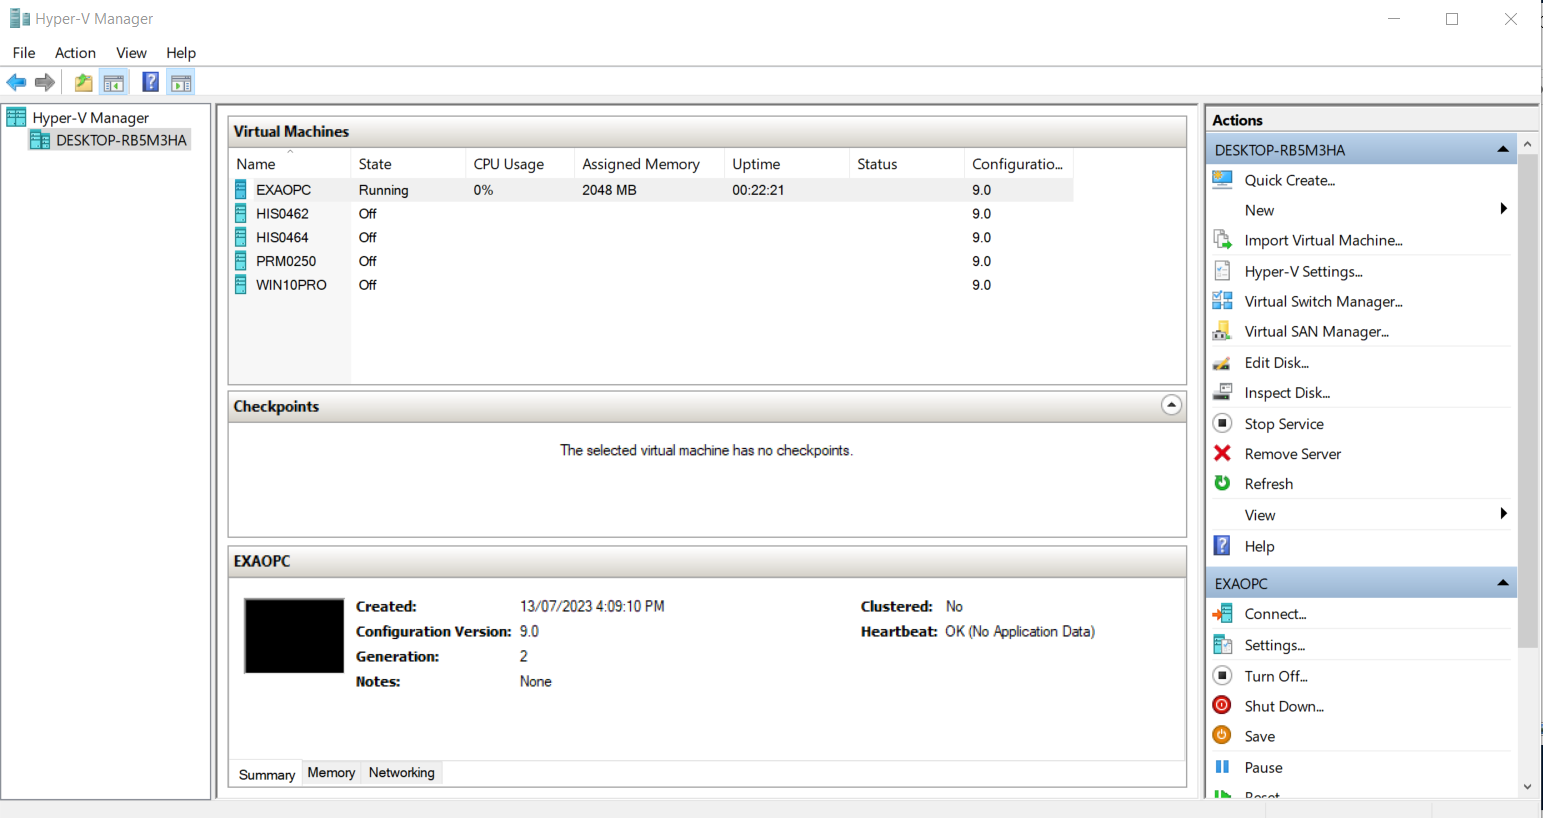 Hyper-V Manager
File Action View Help
Hyper-V Manager
DESKTOP-RB5M3HA
Virtual Machines
Name State CPU Usage Assigned Memory Uptime Status Configuratio...
EXAOPC Running 0% 2048 MB 00:22:21 9.0
HIS0462 Off 9.0
HIS0464 Off 9.0
PRM0250 Off 9.0
WIN10PRO Off 9.0
Checkpoints
The selected virtual machine has no checkpoints.
EXAOPC
Created: 13/07/2023 4:09:10 PM Clustered: No
Configuration Version: 9.0 Heartbeat: OK (No Application Data)
Generation: 2
Notes: None
Summary Memory Networking
Actions
DESKTOP-RB5M3HA
Quick Create...
New
Import Virtual Machine...
Hyper-V Settings...
Virtual Switch Manager...
Virtual SAN Manager...
Edit Disk...
Inspect Disk...
Stop Service
Remove Server
Refresh
View
Help
EXAOPC
Connect...
Settings...
Turn Off...
Shut Down...
Save
Pause
Reset